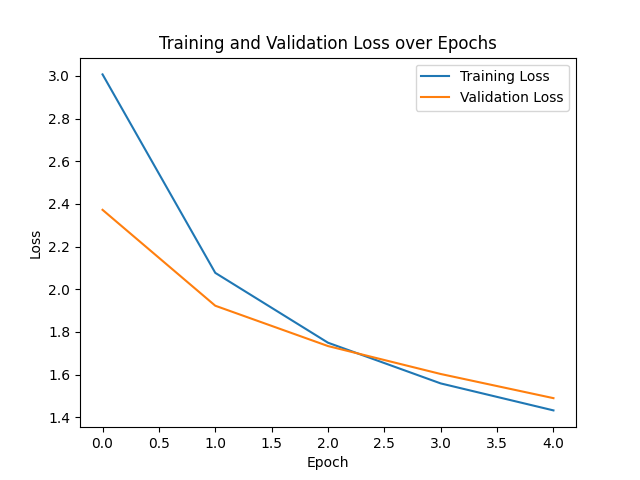 Training and Validation Loss over Epochs
Training Loss
Validation Loss
3.0
2.8
2.6
2.4
2.2
2.0
1.8
1.6
1.4
Loss
0.0 0.5 1.0 1.5 2.0 2.5 3.0 3.5 4.0
Epoch